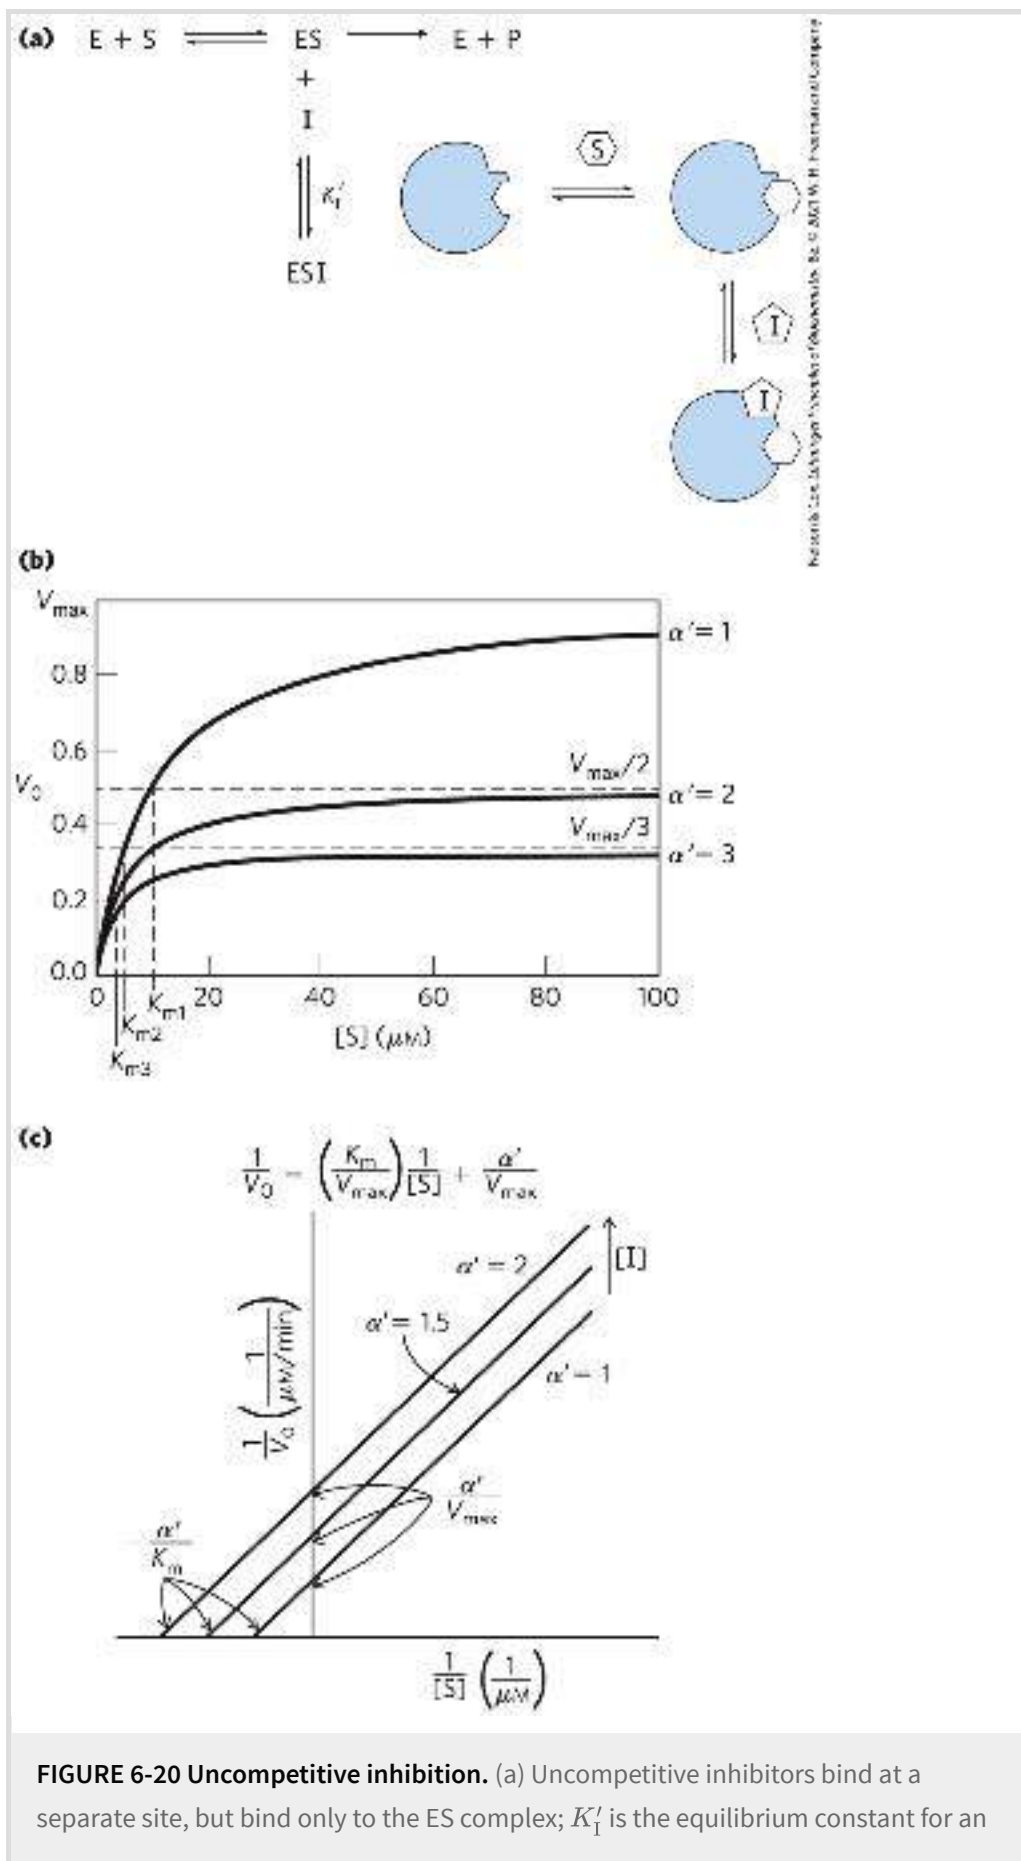 (a) E + S ES E + P
+
I
K′I
ESI
S
I
I
(b)
Vmax
0.8
0.6
V0
0.4
0.2
0.0
α′= 1
Vmax/2
α′= 2
Vmax/3
α′= 3
0 20 40 60 80 100
Km1
Km2
Km3
[S] (μM)
(c)
1/V0 = (Km/Vmax) 1/[S] + α′/Vmax
α′ = 2
[I]
α′ = 1.5
α′= 1
1/V0 (1/μM/min)
α′/Vmax
α′/Km
1/[S] (1/μM)
FIGURE 6-20 Uncompetitive inhibition. (a) Uncompetitive inhibitors bind at a
separate site, but bind only to the ES complex; K′I is the equilibrium constant for an